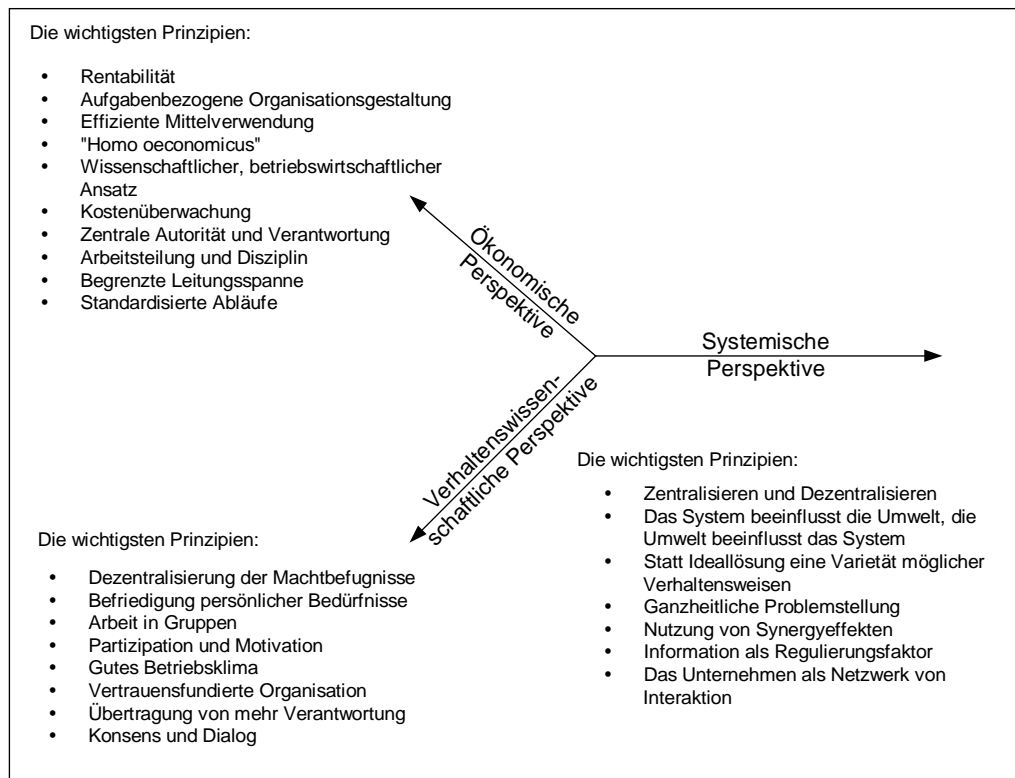 Die wichtigsten Prinzipien:
• Rentabilität
• Aufgabenbezogene Organisationsgestaltung
• Effiziente Mittelverwendung
• "Homo oeconomicus"
• Wissenschaftlicher, betriebswirtschaftlicher
Ansatz
• Kostenüberwachung
• Zentrale Autorität und Verantwortung
• Arbeitsteilung und Disziplin
• Begrenzte Leitungsspanne
• Standardisierte Abläufe
Ökonomische
Perspektive
Systemische
Perspektive
Verhaltenswissen-
schaftliche Perspektive
Die wichtigsten Prinzipien:
• Zentralisieren und Dezentralisieren
• Das System beeinflusst die Umwelt, die
Umwelt beeinflusst das System
• Statt Ideallösung eine Varietät möglicher
Verhaltensweisen
• Ganzheitliche Problemstellung
• Nutzung von Synergyeffekten
• Information als Regulierungsfaktor
• Das Unternehmen als Netzwerk von
Interaktion
Die wichtigsten Prinzipien:
• Dezentralisierung der Machtbefugnisse
• Befriedigung persönlicher Bedürfnisse
• Arbeit in Gruppen
• Partizipation und Motivation
• Gutes Betriebsklima
• Vertrauensfundierte Organisation
• Übertragung von mehr Verantwortung
• Konsens und Dialog